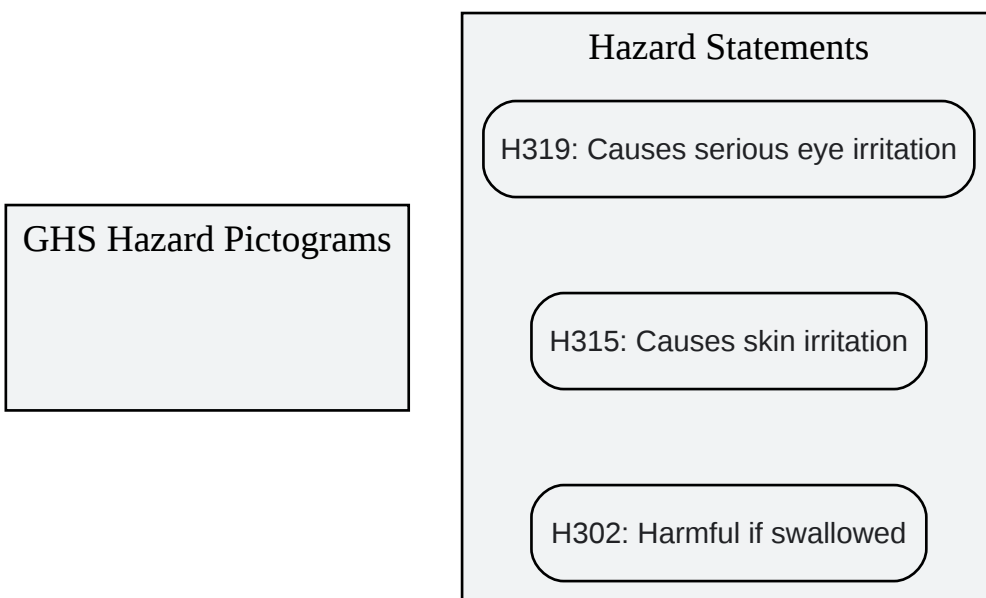 Hazard Statements
H319: Causes serious eye irritation
GHS Hazard Pictograms
H315: Causes skin irritation
H302: Harmful if swallowed